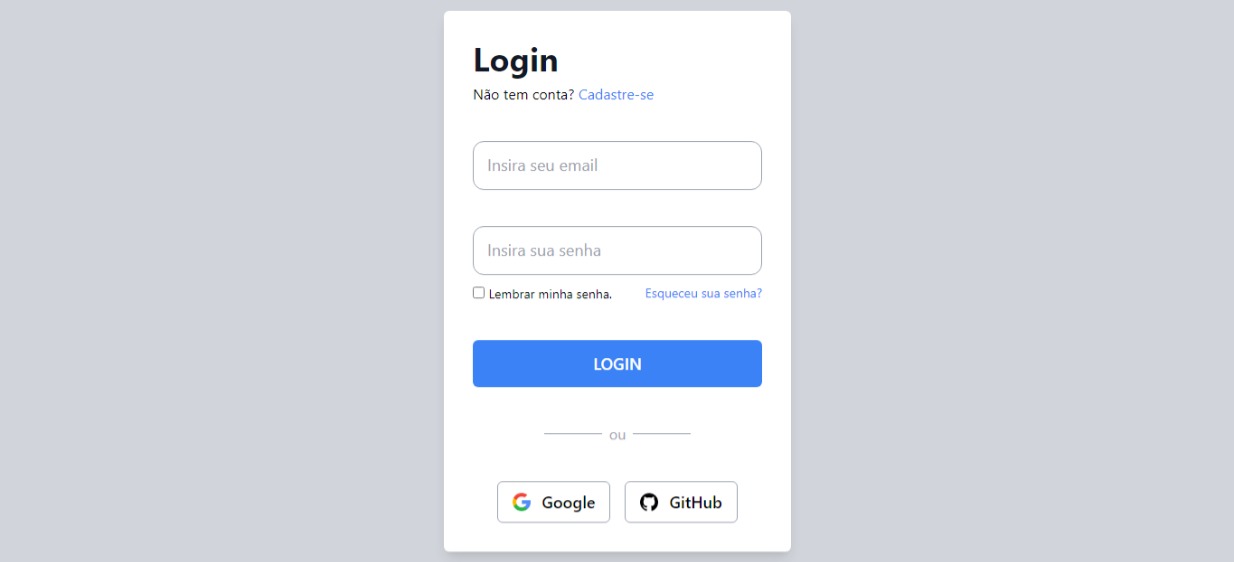 Login
Não tem conta? Cadastre-se
Insira seu email
Insira sua senha
Lembrar minha senha. Esqueceu sua senha?
LOGIN
ou
Google GitHub